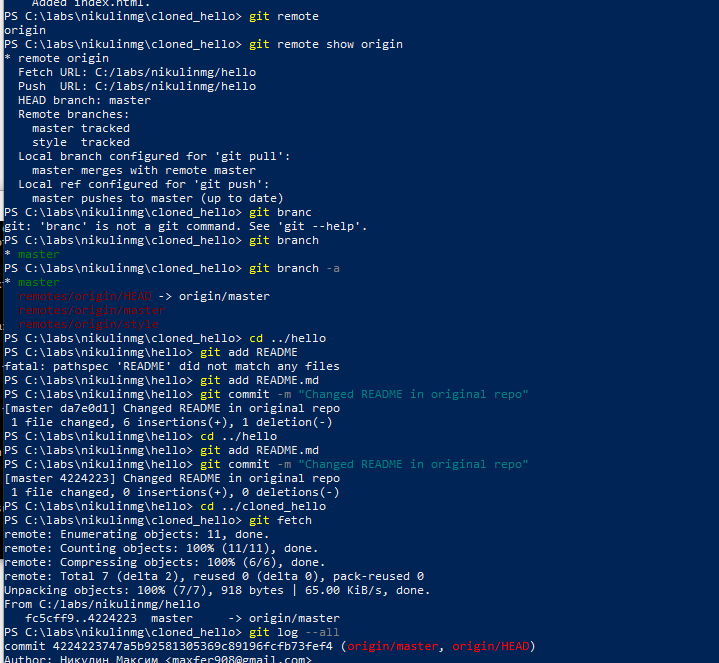 Added index.html.
PS C:\labs\nikulinmg\cloned_hello> git remote
origin
PS C:\labs\nikulinmg\cloned_hello> git remote show origin
* remote origin
  Fetch URL: C:/labs/nikulinmg/hello
  Push  URL: C:/labs/nikulinmg/hello
  HEAD branch: master
  Remote branches:
    master tracked
    style  tracked
  Local branch configured for 'git pull':
    master merges with remote master
  Local ref configured for 'git push':
    master pushes to master (up to date)
PS C:\labs\nikulinmg\cloned_hello> git branc
git: 'branc' is not a git command. See 'git --help'.
PS C:\labs\nikulinmg\cloned_hello> git branch
* master
PS C:\labs\nikulinmg\cloned_hello> git branch -a
* master
  remotes/origin/HEAD -> origin/master
  remotes/origin/master
  remotes/origin/style
PS C:\labs\nikulinmg\cloned_hello> cd ../hello
PS C:\labs\nikulinmg\hello> git add README
fatal: pathspec 'README' did not match any files
PS C:\labs\nikulinmg\hello> git add README.md
PS C:\labs\nikulinmg\hello> git commit -m "Changed README in original repo"
[master da7e0d1] Changed README in original repo
 1 file changed, 6 insertions(+), 1 deletion(-)
PS C:\labs\nikulinmg\hello> cd ../hello
PS C:\labs\nikulinmg\hello> git add README.md
PS C:\labs\nikulinmg\hello> git commit -m "Changed README in original repo"
[master 4224223] Changed README in original repo
 1 file changed, 0 insertions(+), 0 deletions(-)
PS C:\labs\nikulinmg\hello> cd ../cloned_hello
PS C:\labs\nikulinmg\cloned_hello> git fetch
remote: Enumerating objects: 11, done.
remote: Counting objects: 100% (11/11), done.
remote: Compressing objects: 100% (6/6), done.
remote: Total 7 (delta 2), reused 0 (delta 0), pack-reused 0
Unpacking objects: 100% (7/7), 918 bytes | 65.00 KiB/s, done.
From C:/labs/nikulinmg/hello
   fc5cff9..4224223  master     -> origin/master
PS C:\labs\nikulinmg\cloned_hello> git log --all
commit 4224223747a5b92581305369c89196fcfb73fef4 (origin/master, origin/HEAD)
Author: Никулин Максим <maxfer908@gmail.com>